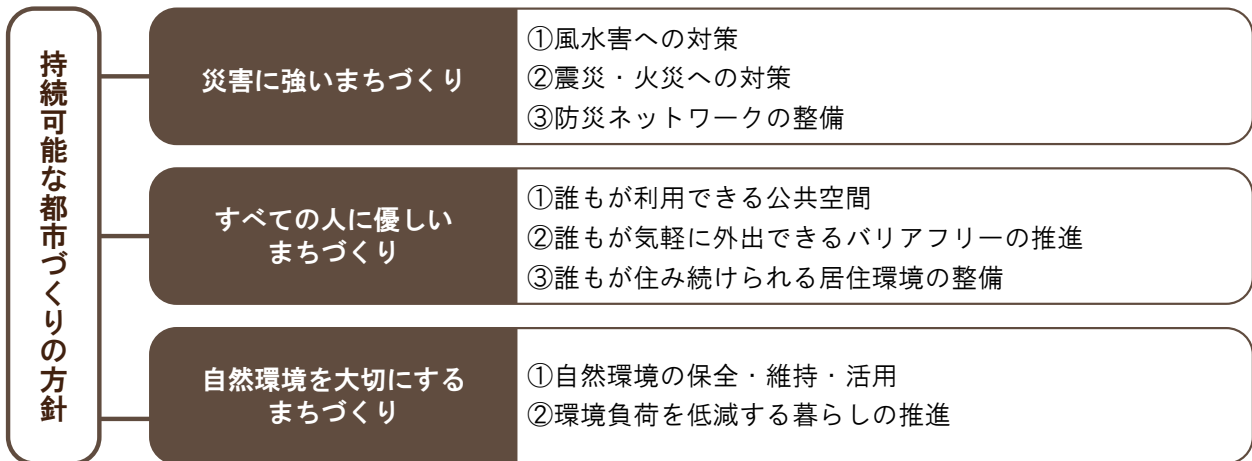 持続可能な都市づくりの方針
災害に強いまちづくり
①風水害への対策
②震災・火災への対策
③防災ネットワークの整備
すべての人に優しい
まちづくり
①誰もが利用できる公共空間
②誰もが気軽に外出できるバリアフリーの推進
③誰もが住み続けられる居住環境の整備
自然環境を大切にする
まちづくり
①自然環境の保全・維持・活用
②環境負荷を低減する暮らしの推進